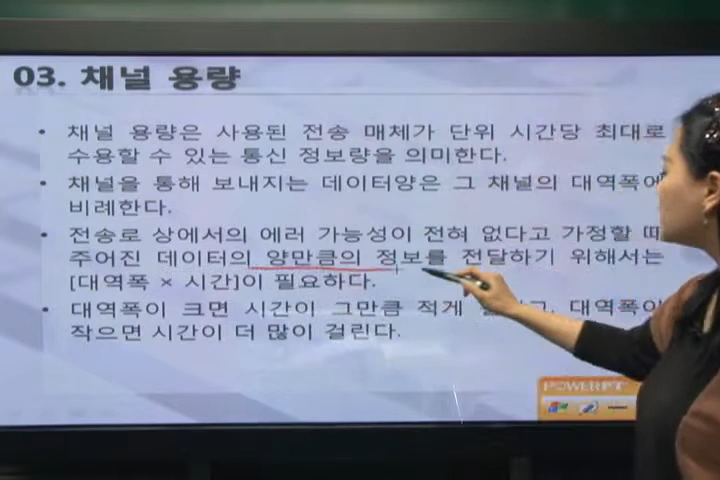 03. 채널 용량
• 채널 용량은 사용된 전송 매체가 단위 시간당 최대로
수용할 수 있는 통신 정보량을 의미한다.
• 채널을 통해 보내지는 데이터양은 그 채널의 대역폭에
비례한다.
• 전송로 상에서의 에러 가능성이 전혀 없다고 가정할 때
주어진 데이터의 양만큼의 정보를 전달하기 위해서는
[대역폭 × 시간]이 필요하다.
• 대역폭이 크면 시간이 그만큼 적게 대역폭이
작으면 시간이 더 많이 걸린다.
POWERPT